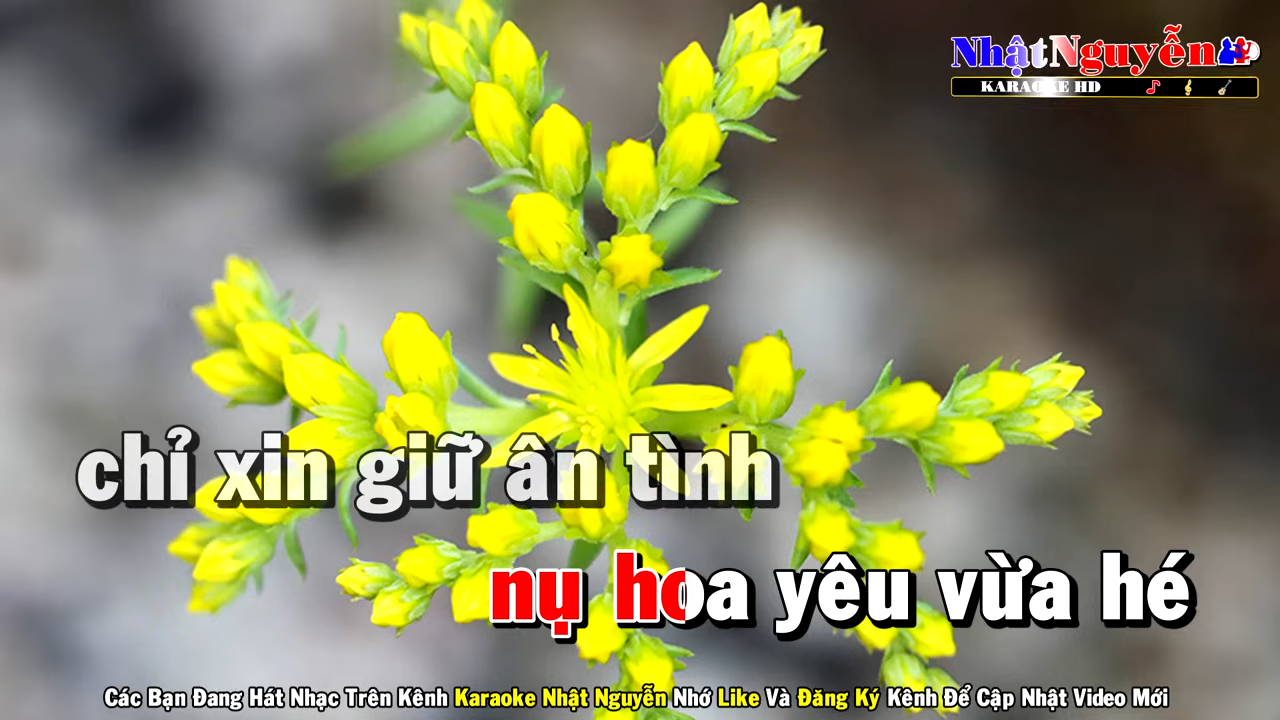 NhậtNguyễn
KARAOKE HD
chỉ xin giữ ân tình
nụ hoa yêu vừa hé
Các Bạn Đang Hát Nhạc Trên Kênh Karaoke Nhật Nguyễn Nhớ Like Và Đăng Ký Kênh Để Cập Nhật Video Mới